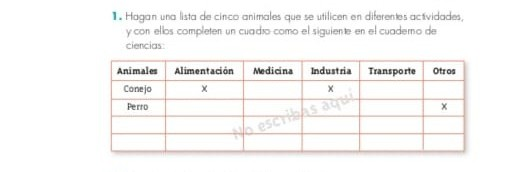 1. Hagan una lista de cinco animales que se utilicen en diferentes actividades,
y con ellos completen un cuadro como el siguiente en el cuaderno de
ciencias:
Animales Alimentación Medicina Industria Transporte Otros
Conejo X X
Perro X
No escribas aquí